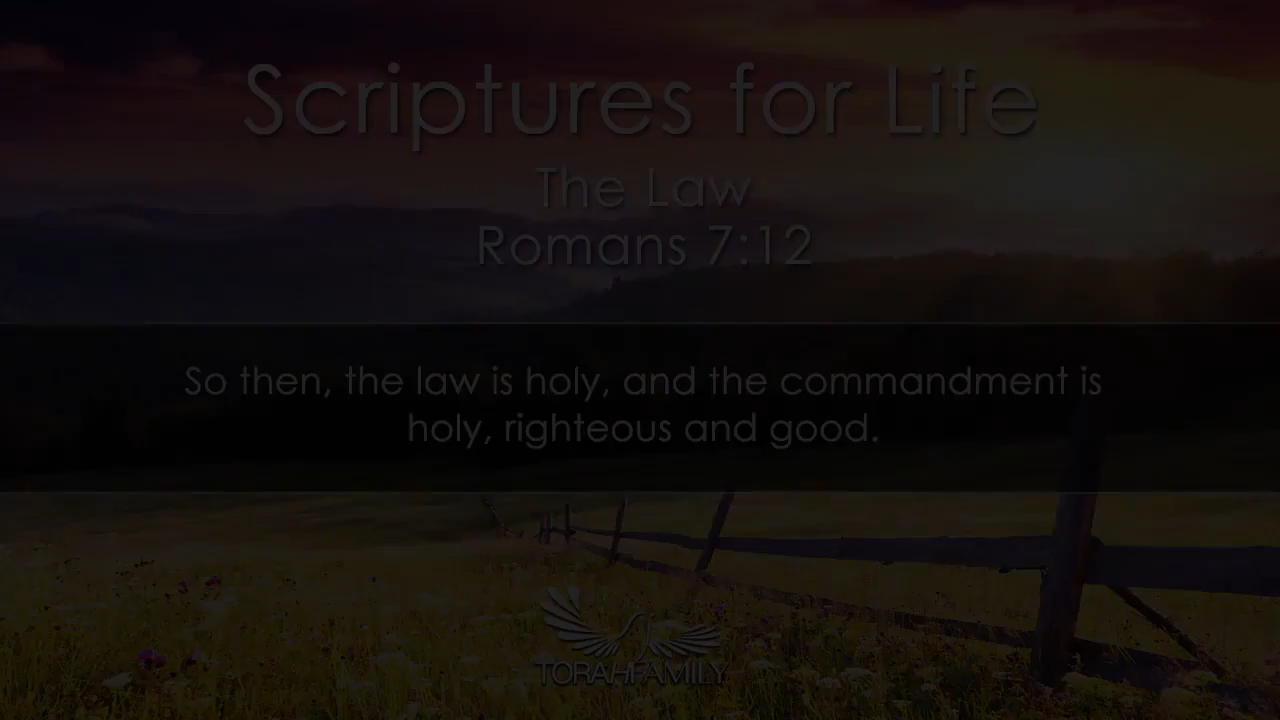 Scriptures for Life
The Law
Romans 7:12
So then, the law is holy, and the commandment is
holy, righteous and good.
TORAHFAMILY